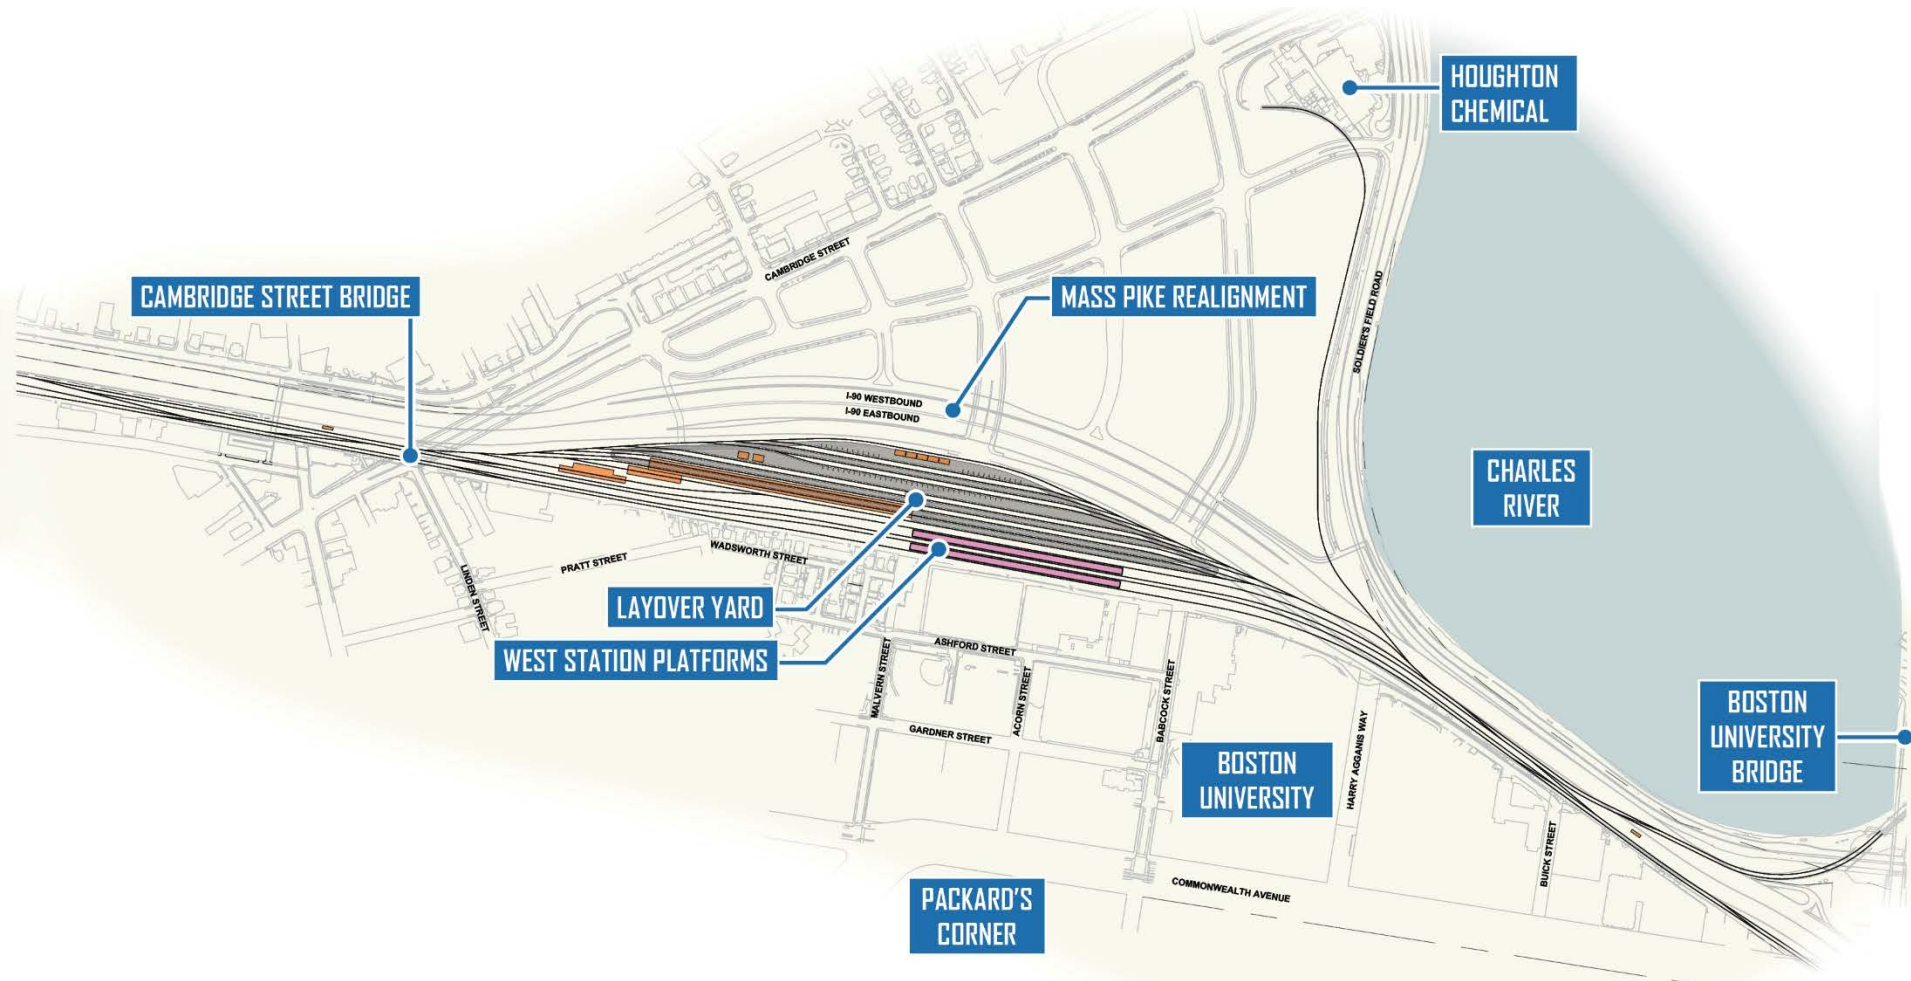 HOUGHTON
CHEMICAL
CAMBRIDGE STREET
CAMBRIDGE STREET BRIDGE
MASS PIKE REALIGNMENT
SOLDIER'S FIELD ROAD
I-90 WESTBOUND
I-90 EASTBOUND
CHARLES
RIVER
WADSWORTH STREET
PRATT STREET
LINDEN STREET
LAYOVER YARD
WEST STATION PLATFORMS
ASHFORD STREET
MALVERN STREET
ACORN STREET
BABCOCK STREET
GARDNER STREET
HARRY AGGANIS WAY
BOSTON
UNIVERSITY
BRIDGE
BOSTON
UNIVERSITY
BUICK STREET
COMMONWEALTH AVENUE
PACKARD'S
CORNER